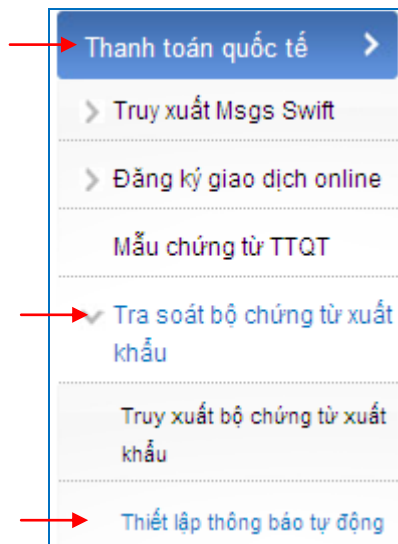 Thanh toán quốc tế
Truy xuất Msgs Swift
Đăng ký giao dịch online
Mẫu chứng từ TTQT
Tra soát bộ chứng từ xuất
khẩu
Truy xuất bộ chứng từ xuất
khẩu
Thiết lập thông báo tự động